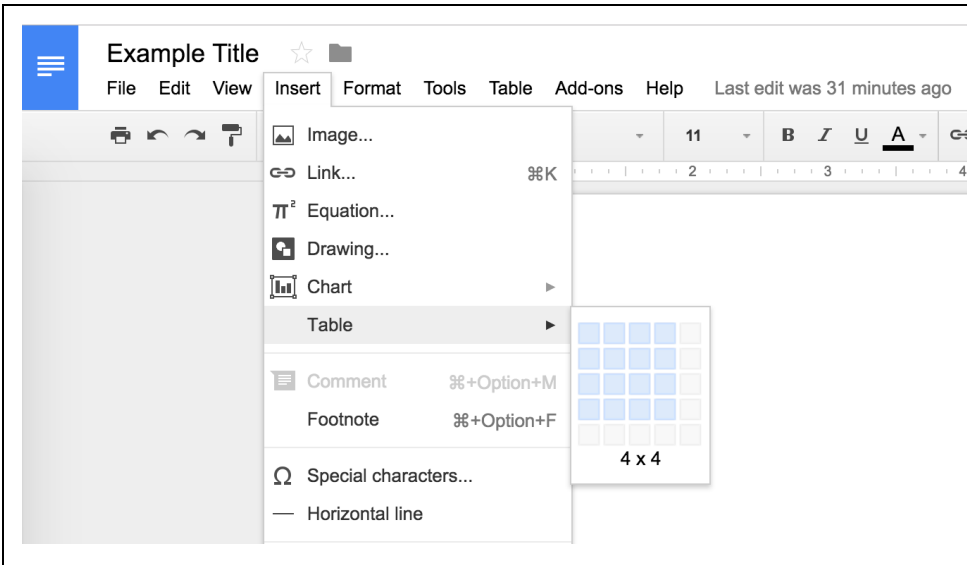 Example Title
File Edit View Insert Format Tools Table Add-ons Help Last edit was 31 minutes ago
11 B I U A
Image...
2 3 4
Link... ⌘K
π² Equation...
Drawing...
Chart
Table
Comment ⌘+Option+M
Footnote ⌘+Option+F
4 x 4
Ω Special characters...
Horizontal line